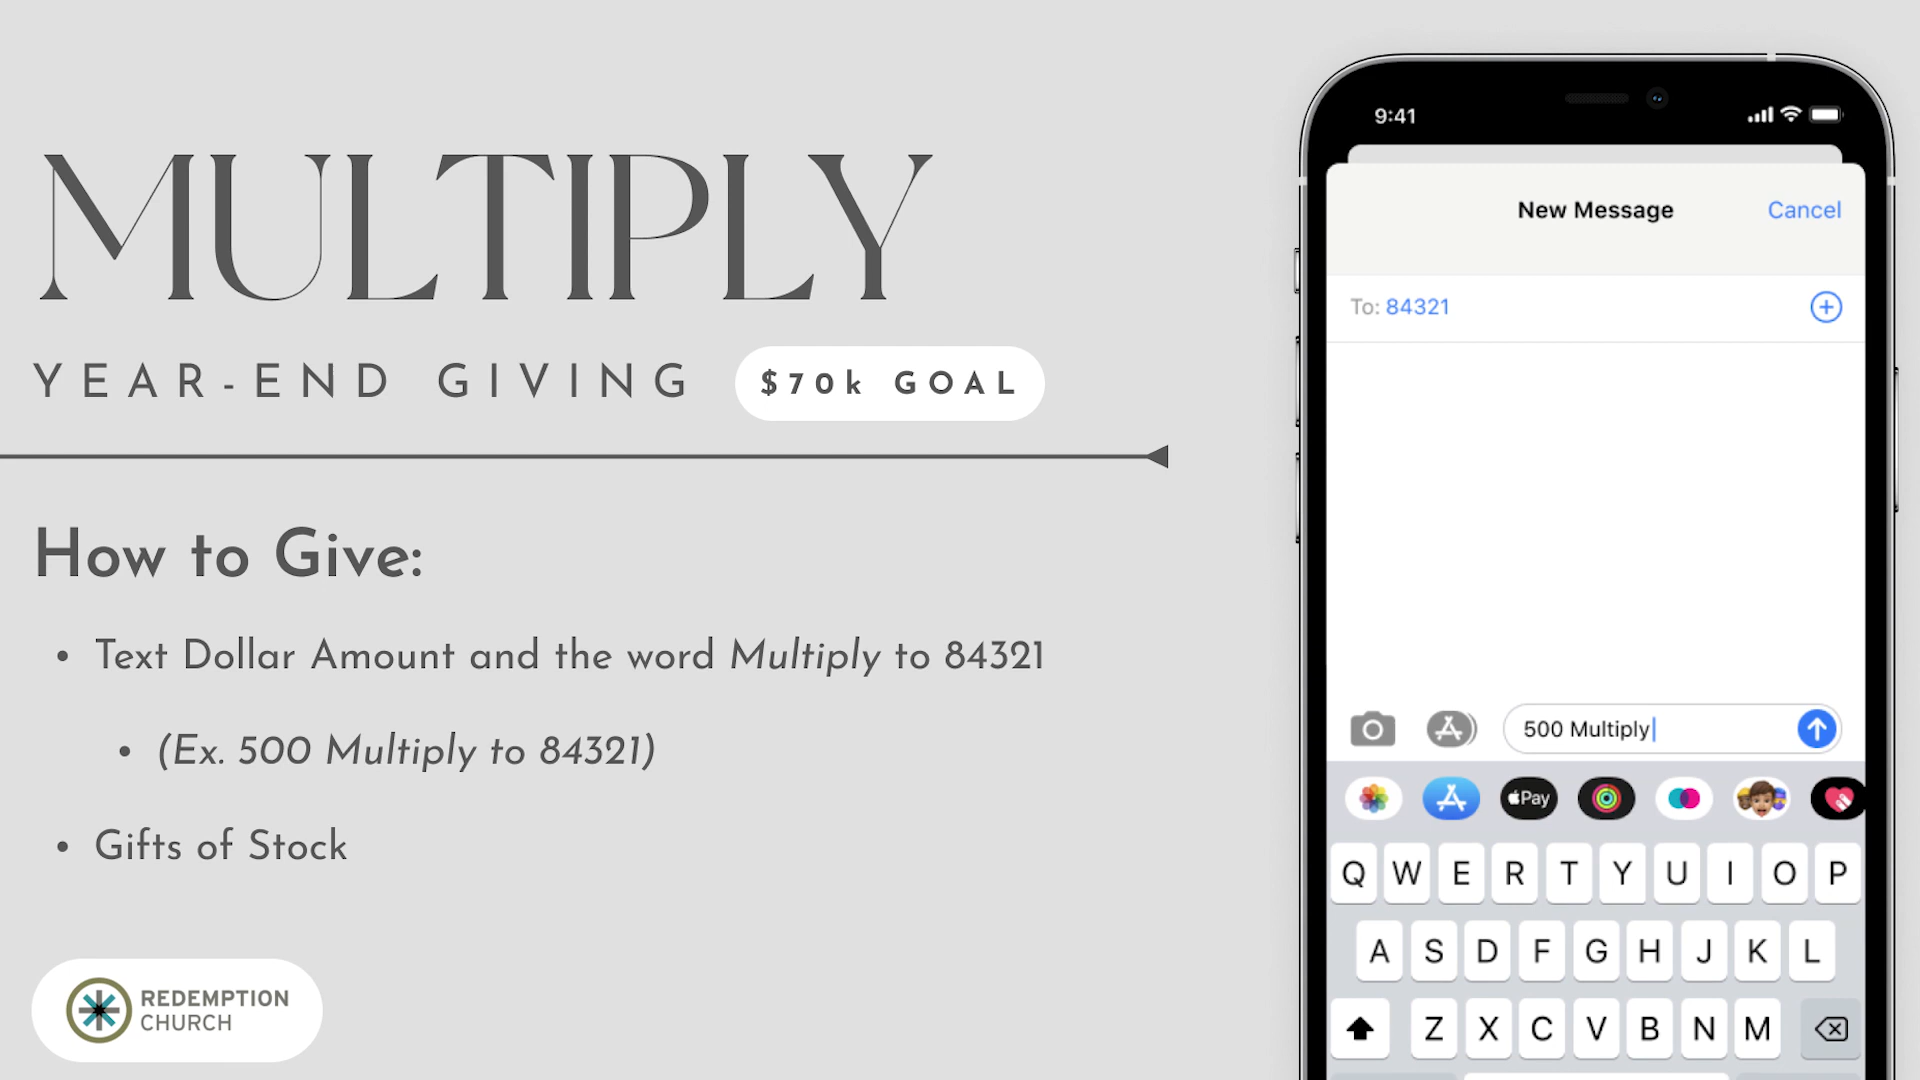 MULTIPLY
YEAR-END GIVING
$70k GOAL
How to Give:
• Text Dollar Amount and the word Multiply to 84321
• (Ex. 500 Multiply to 84321)
• Gifts of Stock
REDEMPTION
CHURCH
9:41
New Message
Cancel
To: 84321
500 Multiply
Pay
Q W E R T Y U I O P
A S D F G H J K L
Z X C V B N M